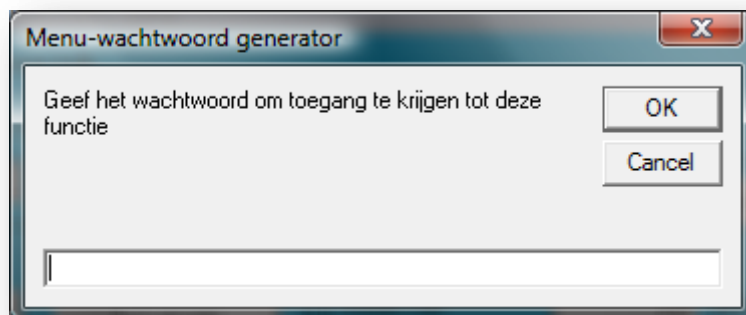 Menu-wachtwoord generator
Geef het wachtwoord om toegang te krijgen tot deze
functie
OK
Cancel